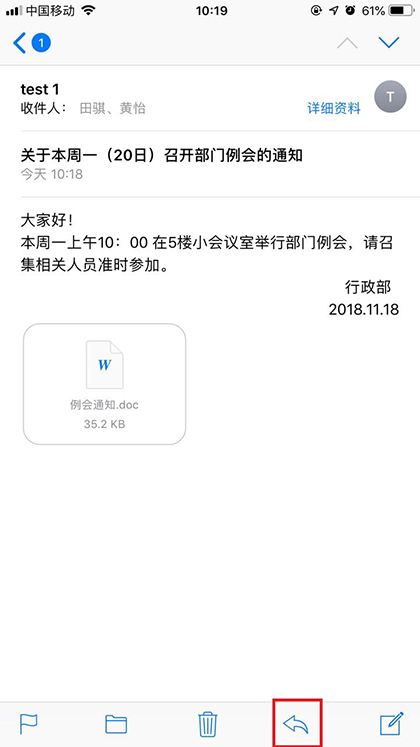 中国移动 10:19 61%
1
test 1 T
收件人： 田骐、黄怡 详细资料
关于本周一（20日）召开部门例会的通知
今天 10:18
大家好！
本周一上午10：00 在5楼小会议室举行部门例会，请召
集相关人员准时参加。
行政部
2018.11.18
W
例会通知.doc
35.2 KB